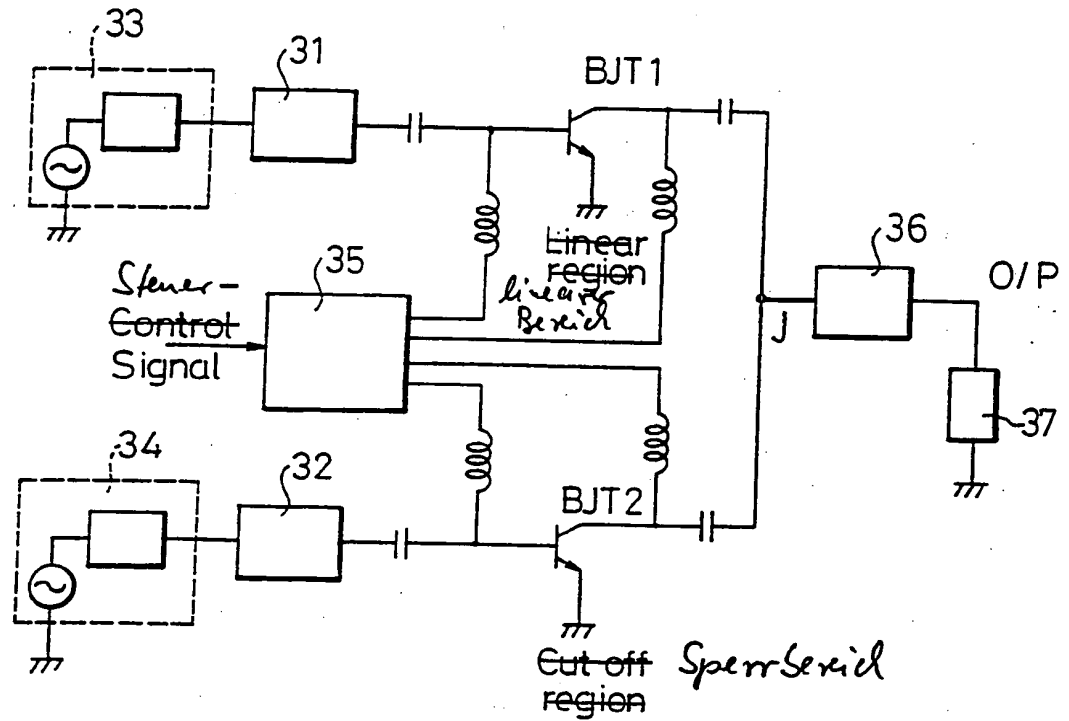 33
31
BJT1
Linear
region
linearer
Bereich
36
O/P
35
Steuer-
Control
Signal
J
37
34
32
BJT2
Cut off Sperrbereich
region